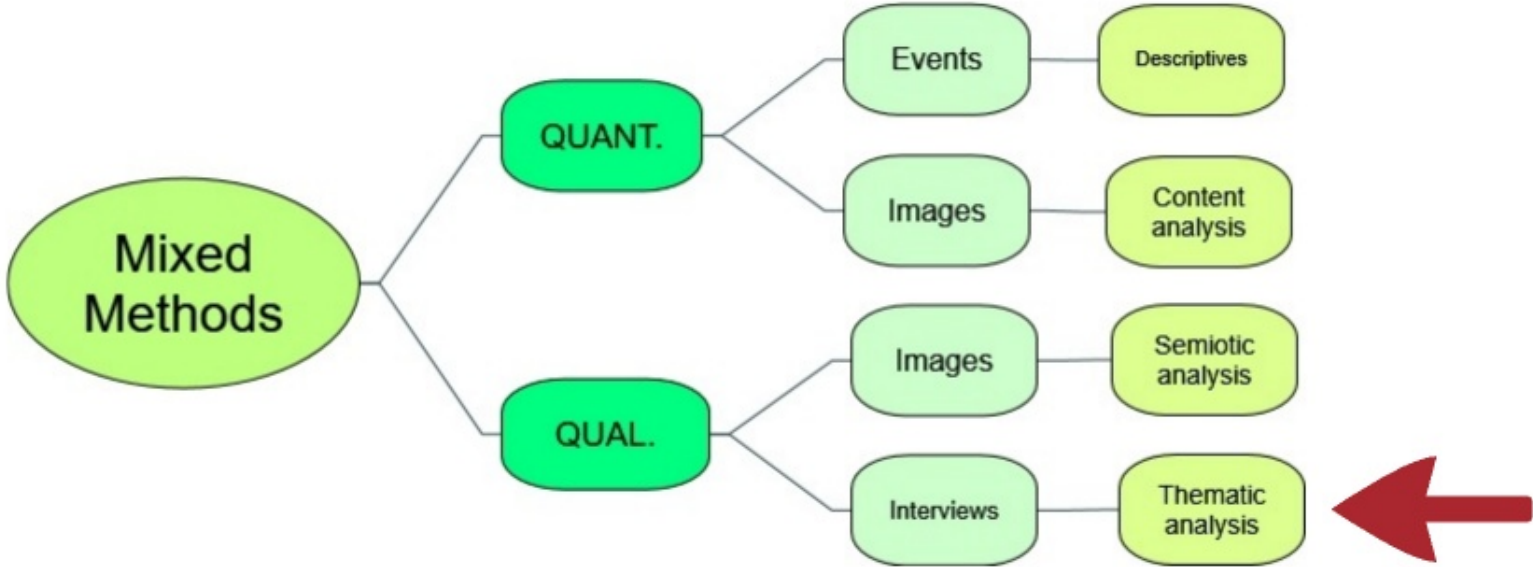 Mixed
Methods
QUANT.
Events
Descriptives
Images
Content
analysis
QUAL.
Images
Semiotic
analysis
Interviews
Thematic
analysis